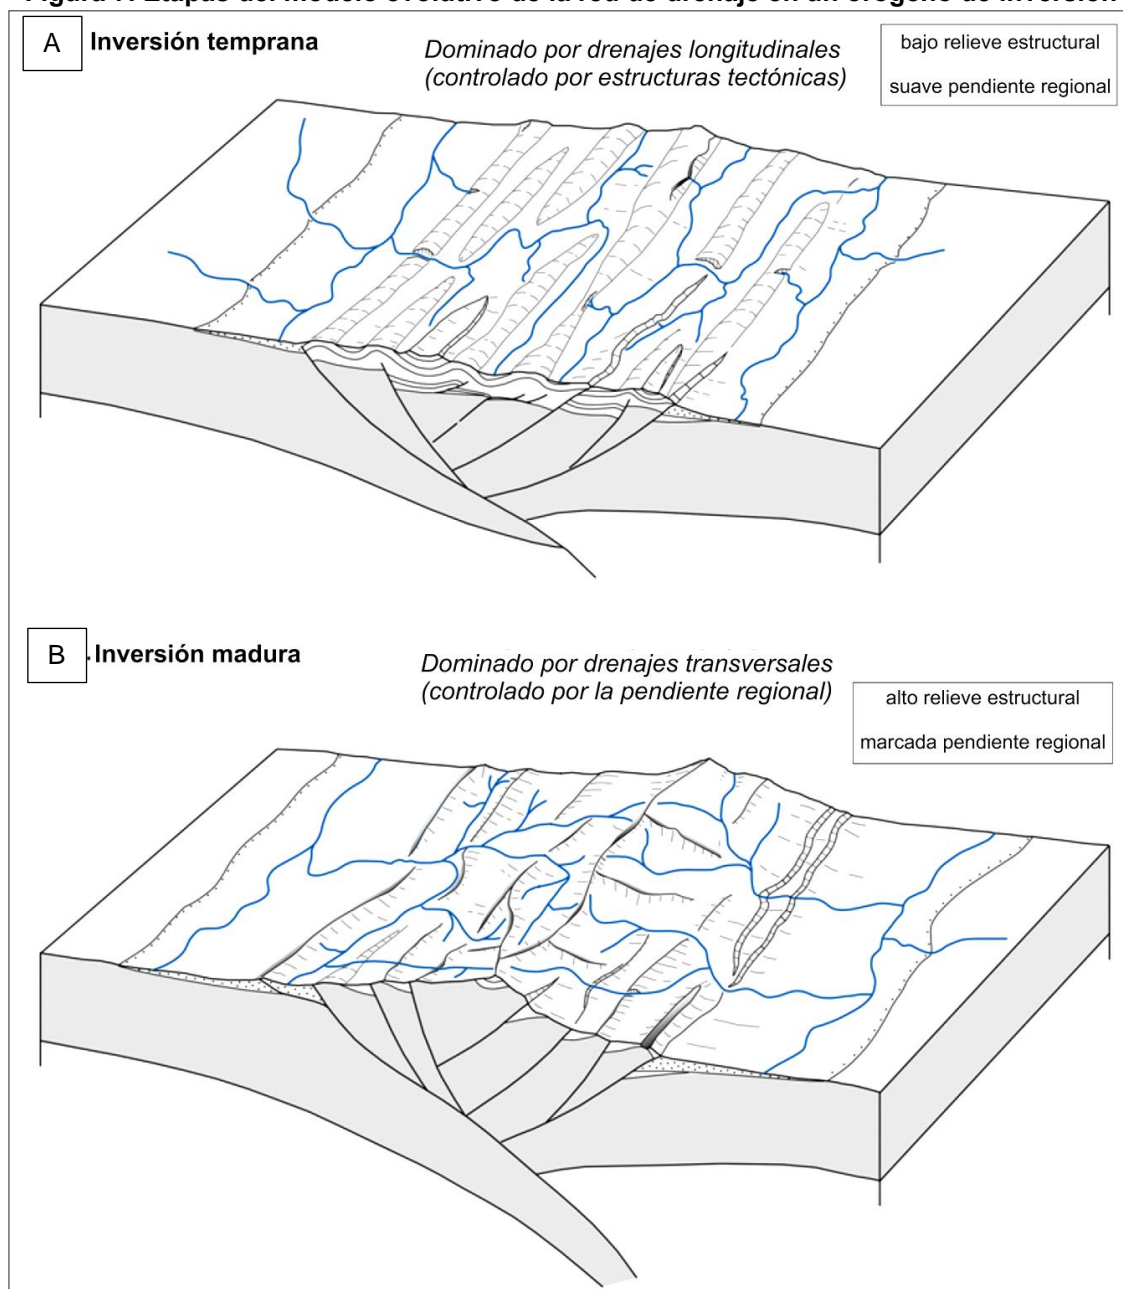 Figura 7. Etapas del modelo evolutivo de la red de drenaje en un orógeno de inversión
A
Inversión temprana
Dominado por drenajes longitudinales
(controlado por estructuras tectónicas)
bajo relieve estructural
suave pendiente regional
B
. Inversión madura
Dominado por drenajes transversales
(controlado por la pendiente regional)
alto relieve estructural
marcada pendiente regional